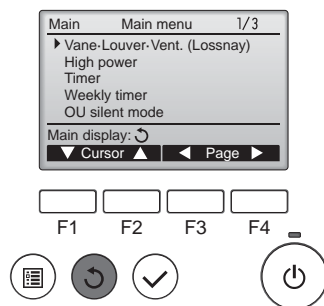 Main Main menu 1/3
Vane·Louver·Vent. (Lossnay)
High power
Timer
Weekly timer
OU silent mode
Main display:
Cursor Page
F1 F2 F3 F4